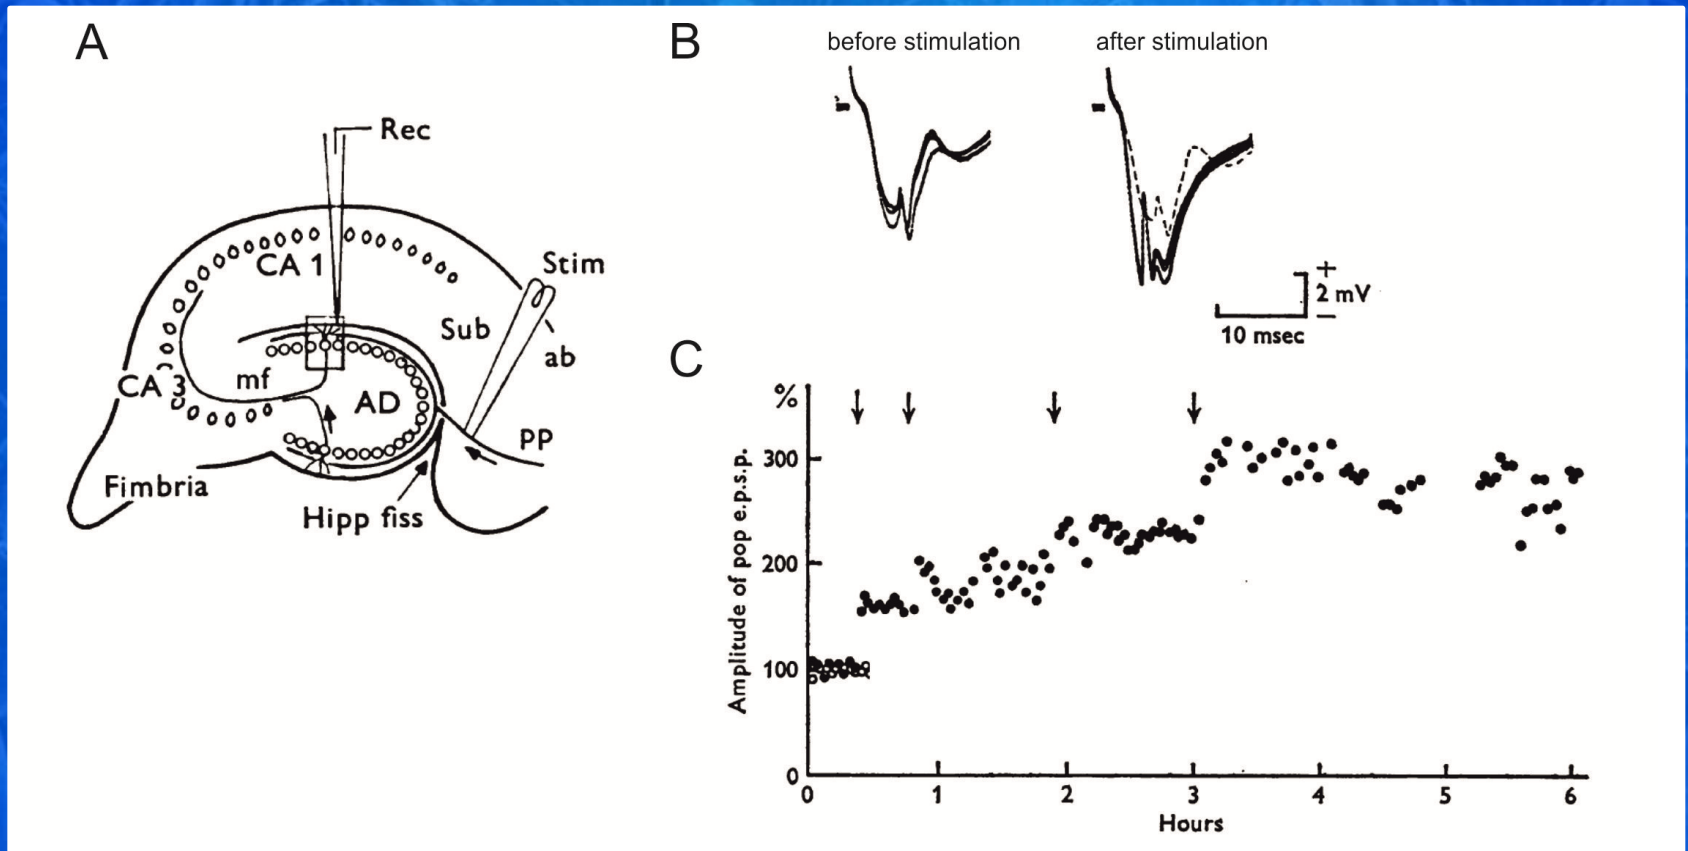 A
Rec
CA 1
Stim
Sub
ab
CA 3
mf
AD
PP
Fimbria
Hipp fiss
B
before stimulation
after stimulation
+
2 mV
−
10 msec
C
%
300
200
100
0
Amplitude of pop e.p.s.p.
0 1 2 3 4 5 6
Hours